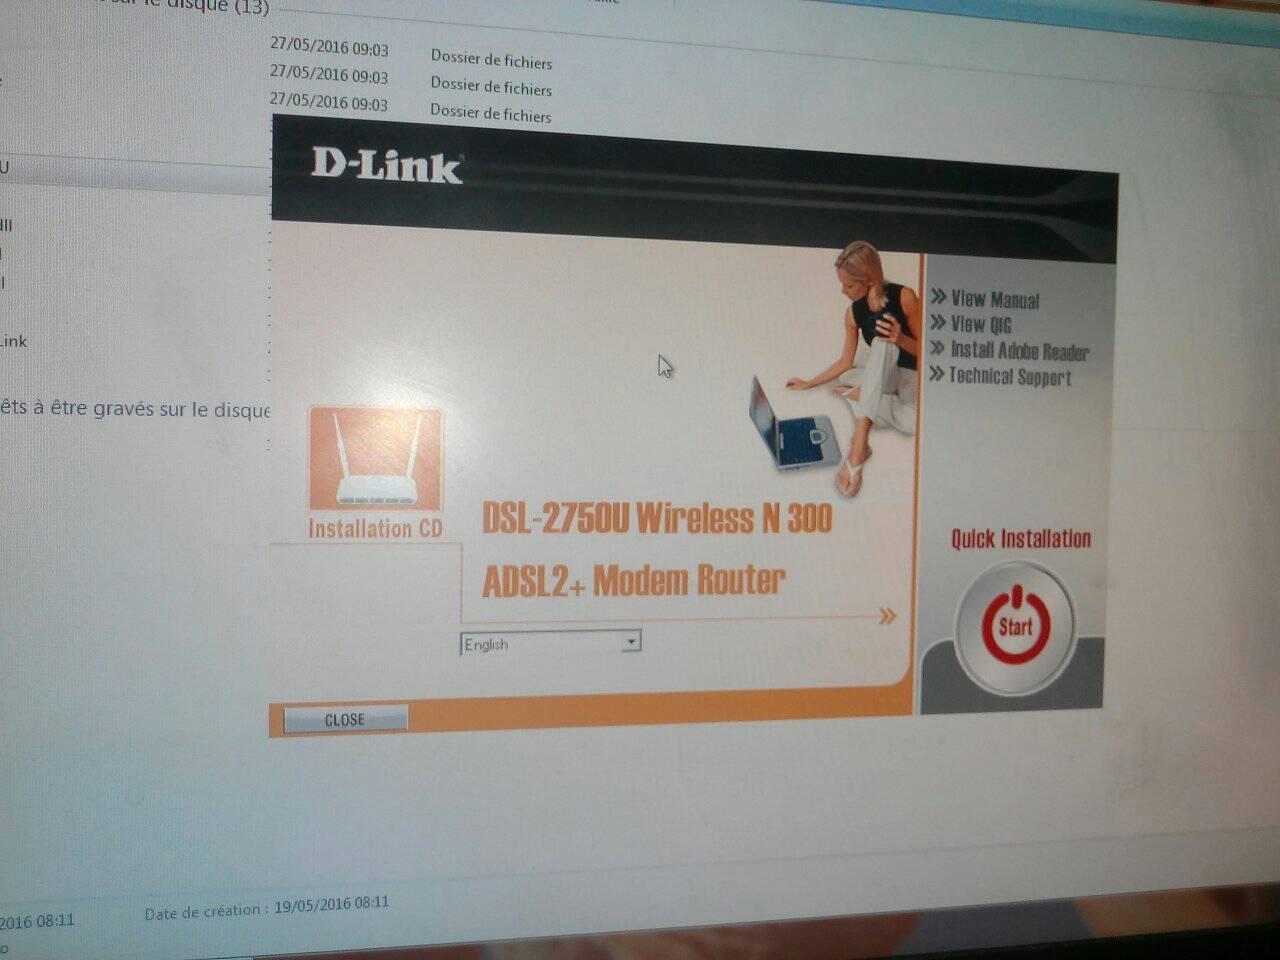 sur le disque (13)
27/05/2016 09:03 Dossier de fichiers
27/05/2016 09:03 Dossier de fichiers
27/05/2016 09:03 Dossier de fichiers
U
D-Link
dll
l
Link
êts à être gravés sur le disque
View Manual
View QIG
Install Adobe Reader
Technical Support
Installation CD
DSL-2750U Wireless N 300
ADSL2+ Modem Router
English
Quick Installation
Start
CLOSE
2016 08:11 Date de création : 19/05/2016 08:11
o